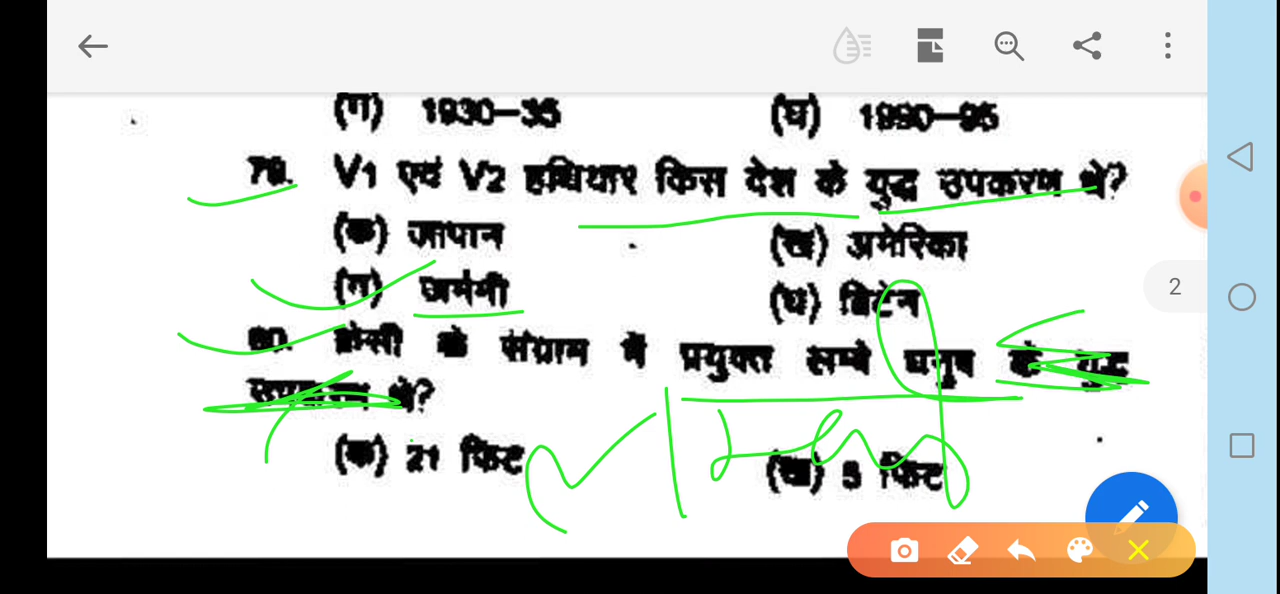 (ग) 1930–35 (घ) 1990–95
79. V1 एवं V2 हथियार किस देश के युद्ध उपकरण थे?
(क) जापान (ख) अमेरिका
(ग) जर्मनी (घ) ब्रिटेन
2
80. क्रेसी के संग्राम में प्रयुक्त लम्बे धनुष के युद्ध
उपकरण थे?
(क) 21 फिट (ख) 5 फिट